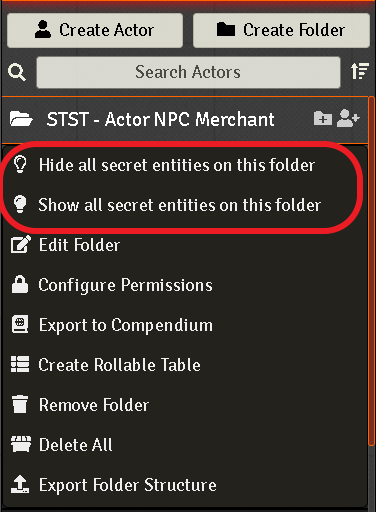 Create Actor
Create Folder
Search Actors
STST - Actor NPC Merchant
Hide all secret entities on this folder
Show all secret entities on this folder
Edit Folder
Configure Permissions
Export to Compendium
Create Rollable Table
Remove Folder
Delete All
Export Folder Structure